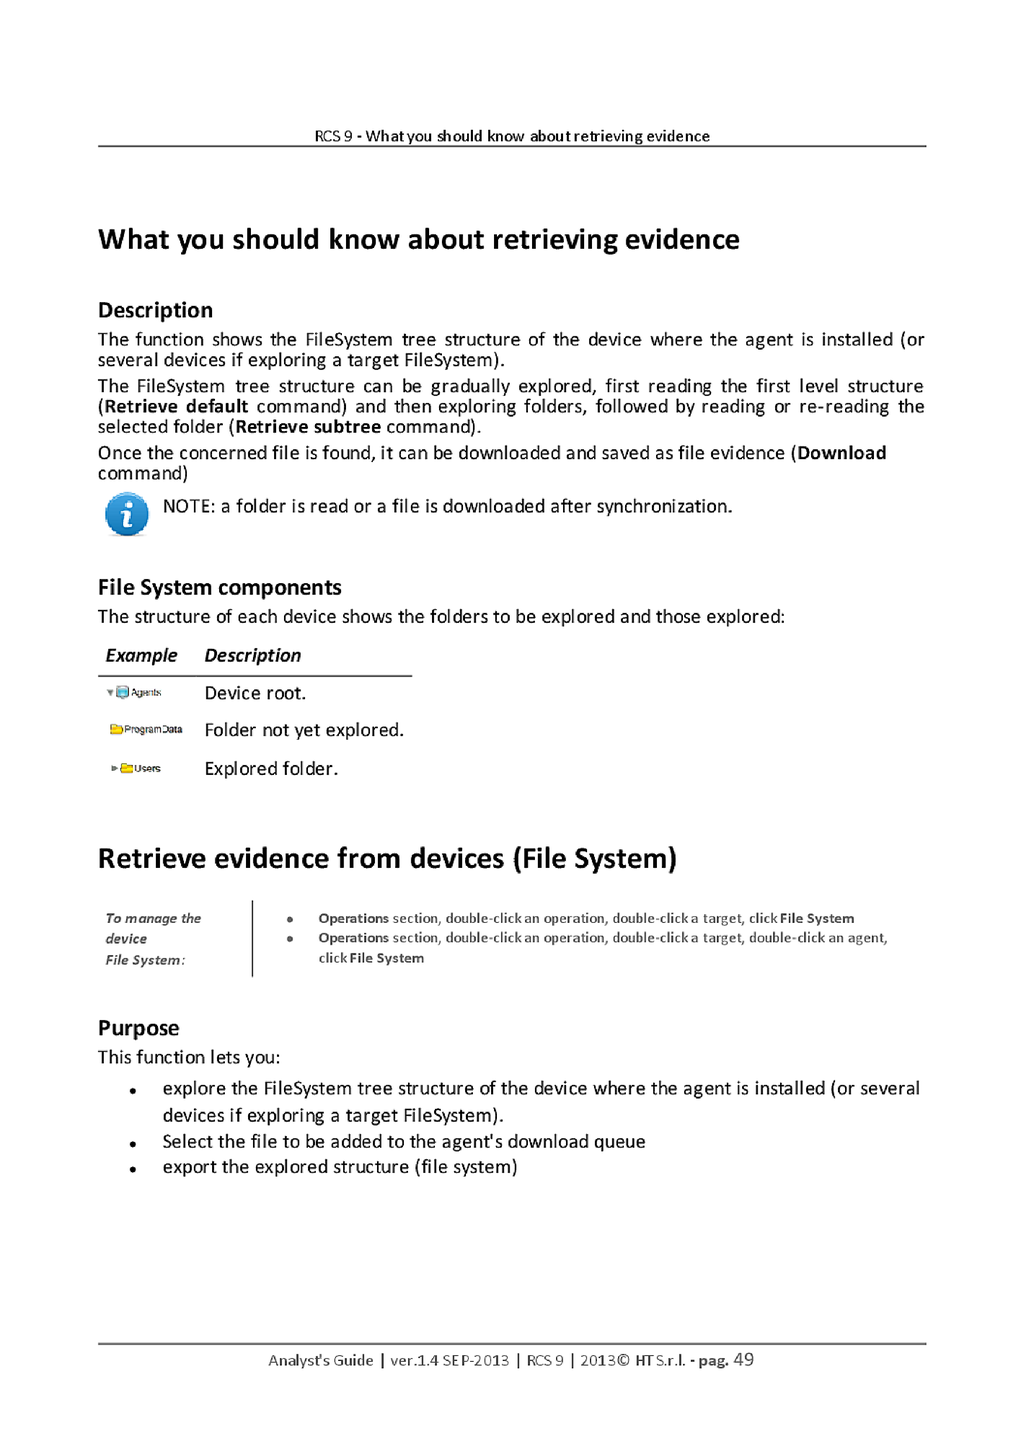 RCS 9 - What you should know about retrieving evidence
What you should know about retrieving evidence
Description
The function shows the FileSystem tree structure of the device where the agent is installed (or
several devices if exploring a target FileSystem).
The FileSystem tree structure can be gradually explored, first reading the first level structure
(Retrieve default command) and then exploring folders, followed by reading or re-reading the
selected folder (Retrieve subtree command).
Once the concerned file is found, it can be downloaded and saved as file evidence (Download
command)
NOTE: a folder is read or a file is downloaded after synchronization.
File System components
The structure of each device shows the folders to be explored and those explored:
Example Description
Agents Device root.
ProgramData Folder not yet explored.
Users Explored folder.
Retrieve evidence from devices (File System)
To manage the
device
File System:
• Operations section, double-click an operation, double-click a target, click File System
• Operations section, double-click an operation, double-click a target, double-click an agent,
click File System
Purpose
This function lets you:
• explore the FileSystem tree structure of the device where the agent is installed (or several
devices if exploring a target FileSystem).
• Select the file to be added to the agent's download queue
• export the explored structure (file system)
Analyst's Guide | ver.1.4 SEP-2013 | RCS 9 | 2013© HT S.r.l. - pag. 49